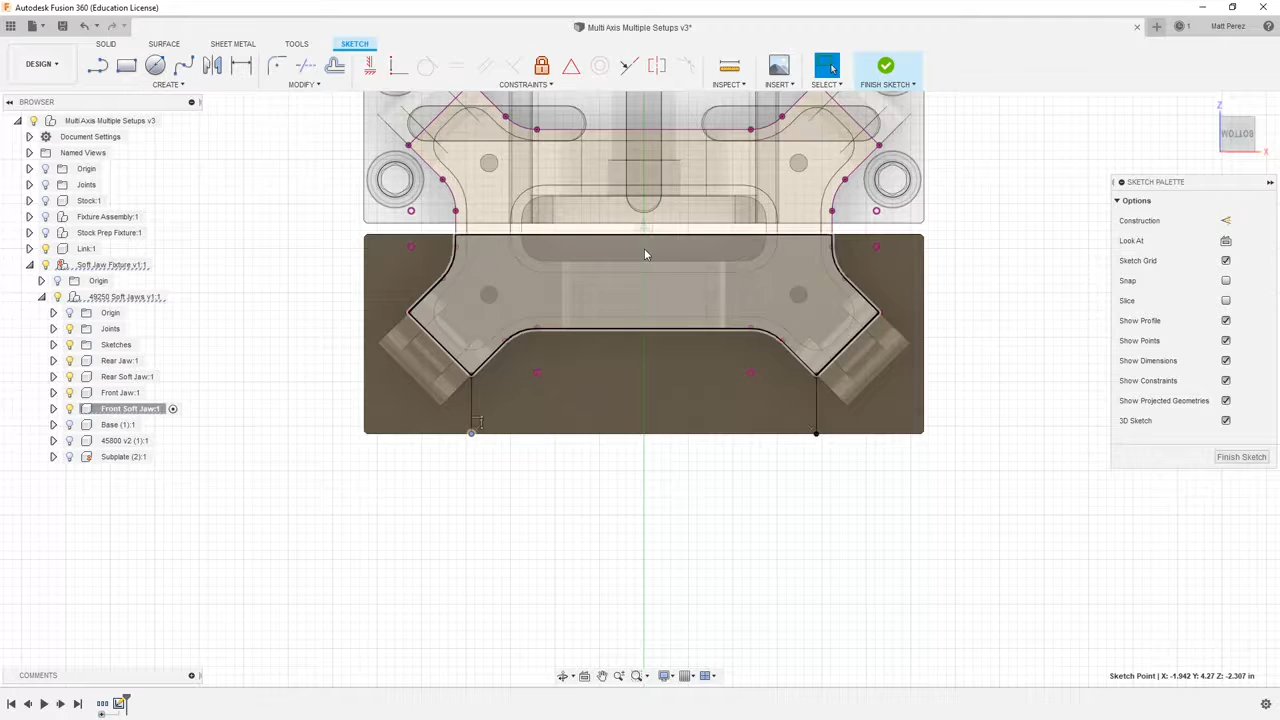 Autodesk Fusion 360 (Education License)
Multi Axis Multiple Setups v3*
1
Matt Perez
DESIGN
SOLID
SURFACE
SHEET METAL
TOOLS
SKETCH
CREATE
MODIFY
CONSTRAINTS
INSPECT
INSERT
SELECT
FINISH SKETCH
BROWSER
Multi Axis Multiple Setups v3
Document Settings
Named Views
Origin
Joints
Stock:1
Fixture Assembly:1
Stock Prep Fixture:1
Link:1
Soft Jaw Fixture v1:1
Origin
49250 Soft Jaws v1:1
Origin
Joints
Sketches
Rear Jaw:1
Rear Soft Jaw:1
Front Jaw:1
Front Soft Jaw:1
Base (1):1
45800 v2 (1):1
Subplate (2):1
Z
BOTTOM
X
SKETCH PALETTE
Options
Construction
Look At
Sketch Grid
Snap
Slice
Show Profile
Show Points
Show Dimensions
Show Constraints
Show Projected Geometries
3D Sketch
Finish Sketch
COMMENTS
Sketch Point | X: -1.942 Y: 4.27 Z: -2.307 in